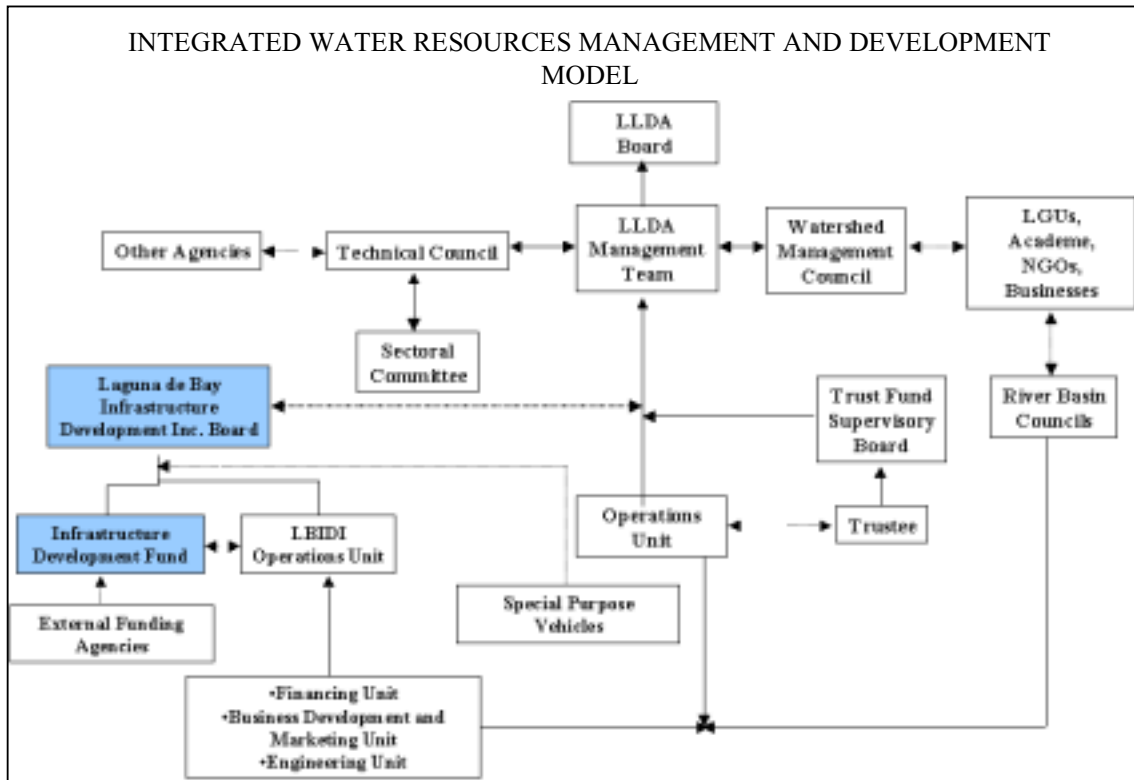 INTEGRATED WATER RESOURCES MANAGEMENT AND DEVELOPMENT
MODEL
LLDA
Board
Other Agencies
Technical Council
LLDA
Management
Team
Watershed
Management
Council
LGUs,
Academe,
NGOs,
Businesses
Sectoral
Committee
Laguna de Bay
Infrastructure
Development Inc. Board
Trust Fund
Supervisory
Board
River Basin
Councils
Infrastructure
Development Fund
LBIDI
Operations Unit
Operations
Unit
Trustee
External Funding
Agencies
Special Purpose
Vehicles
•Financing Unit
•Business Development and
Marketing Unit
•Engineering Unit